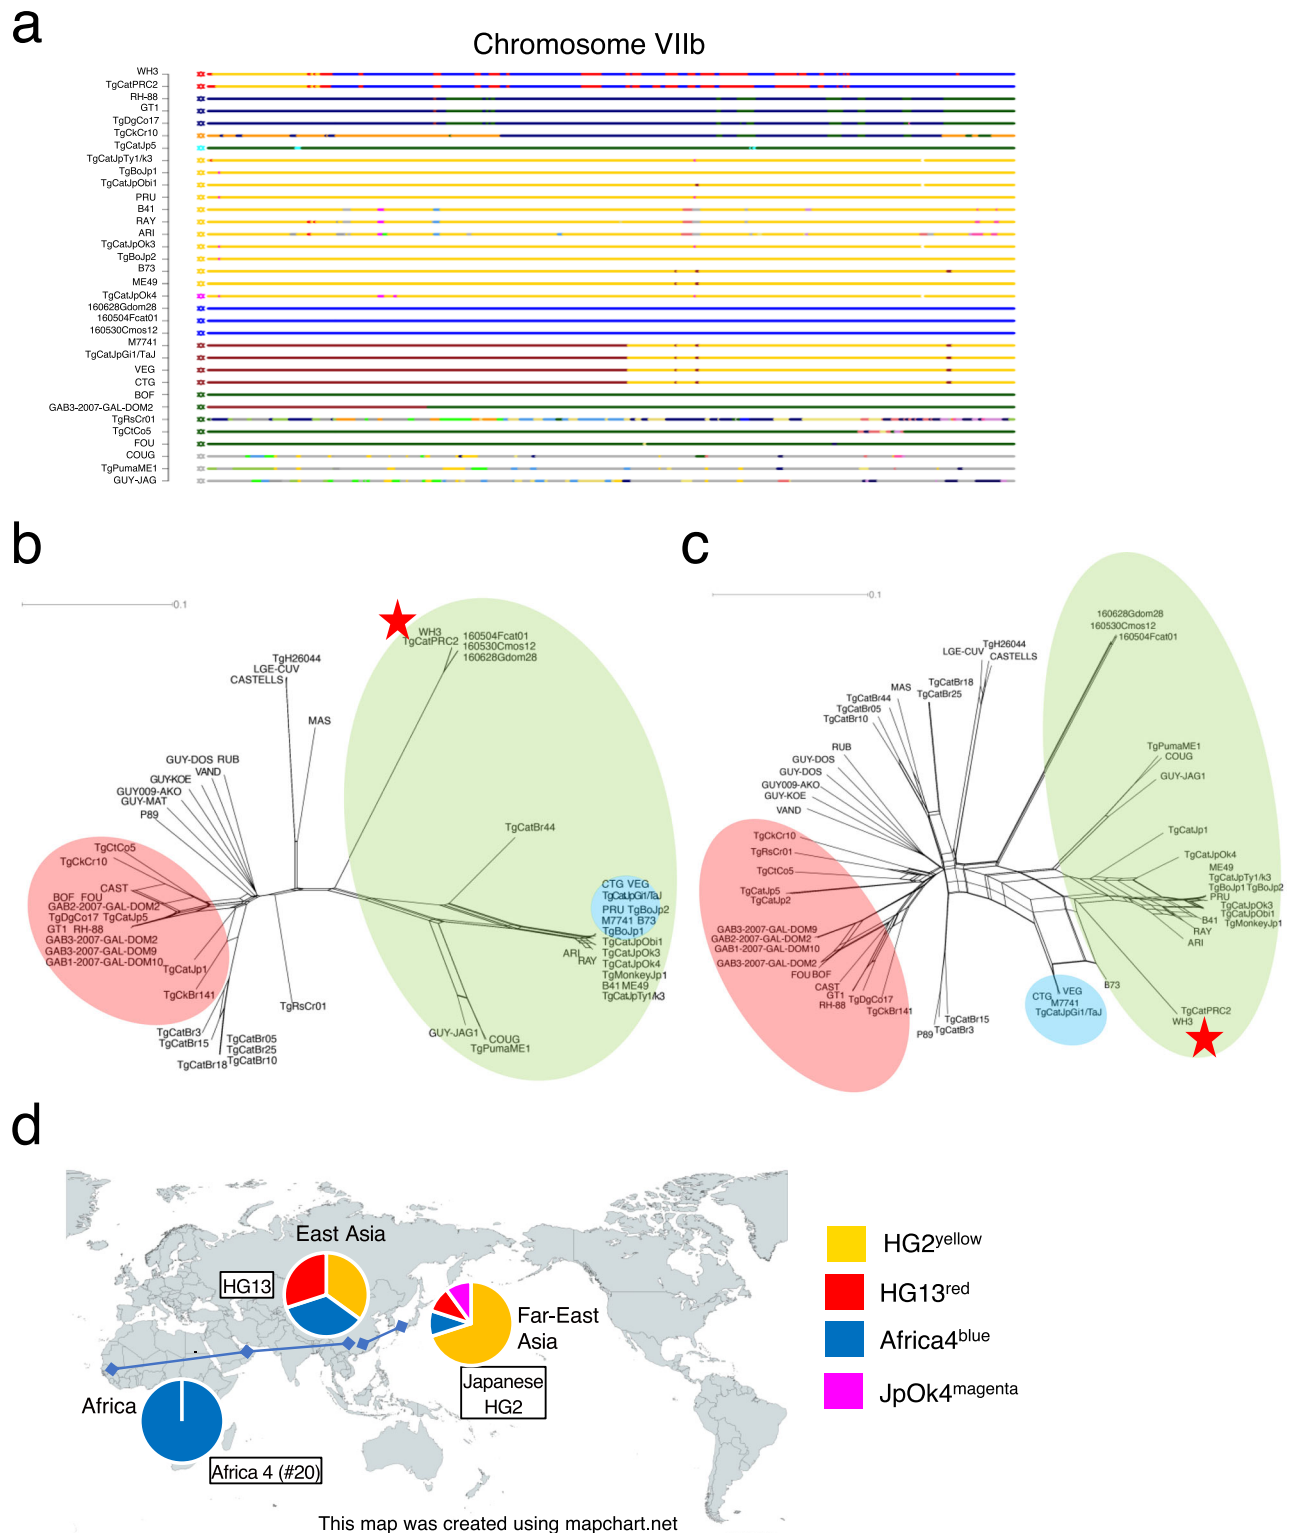 a
Chromosome VIIb
WH3
TgCatPRC2
RH-88
GT1
TgDgCo17
TgCkCr10
TgCatJp5
TgCatJpTy1/k3
TgBoJp1
TgCatJpObi1
PRU
B41
RAY
ARI
TgCatJpOk3
TgBoJp2
B73
ME49
TgCatJpOk4
160628Gdom28
160504Fcat01
160530Cmos12
M7741
TgCatJpGi1/TaJ
VEG
CTG
BOF
GAB3-2007-GAL-DOM2
TgRsCr01
TgCtCo5
FOU
COUG
TgPumaME1
GUY-JAG
b
0.1
WH3
TgCatPRC2
160504Fcat01
160530Cmos12
160628Gdom28
TgH26044
LGE-CUV
CASTELLS
MAS
GUY-DOS RUB
VAND
GUY-KOE
GUY009-AKO
GUY-MAT
P89
TgCatBr44
TgCtCo5
TgCkCr10
CAST
BOF FOU
GAB2-2007-GAL-DOM2
TgDgCo17 TgCatJp5
GT1 RH-88
GAB3-2007-GAL-DOM2
GAB3-2007-GAL-DOM9
GAB1-2007-GAL-DOM10
TgCatJp1
TgCkBr141
CTG VEG
TgCatJpGi1/TaJ
PRU TgBoJp2
M7741 B73
TgBoJp1
TgCatJpObi1
ARI
RAY
TgCatJpOk3
TgCatJpOk4
TgMonkeyJp1
B41 ME49
TgCatJpTy1/k3
TgRsCr01
TgCatBr3
TgCatBr15
TgCatBr18
TgCatBr05
TgCatBr25
TgCatBr10
GUY-JAG1
COUG
TgPumaME1
c
0.1
160628Gdom28
160530Cmos12
160504Fcat01
TgH26044
LGE-CUV
CASTELLS
TgCatBr18
MAS
TgCatBr25
TgCatBr44
TgCatBr05
TgCatBr10
RUB
GUY-DOS
GUY-DOS
GUY009-AKO
GUY-KOE
VAND
TgPumaME1
COUG
GUY-JAG1
TgCkCr10
TgRsCr01
TgCtCo5
TgCatJp5
TgCatJp2
TgCatJp1
TgCatJpOk4
ME49
TgCatJpTy1/k3
TgBoJp1 TgBoJp2
PRU
TgCatJpOk3
TgCatJpObi1
B41
TgMonkeyJp1
RAY
ARI
GAB3-2007-GAL-DOM9
GAB2-2007-GAL-DOM2
GAB1-2007-GAL-DOM10
GAB3-2007-GAL-DOM2
FOU BOF
CAST
GT1
TgDgCo17
RH-88
TgCkBr141
B73
CTG
VEG
M7741
TgCatJpGi1/TaJ
TgCatPRC2
WH3
TgCatBr15
P89
TgCatBr3
d
East Asia
HG13
Far-East
Asia
Japanese
HG2
Africa
Africa 4 (#20)
HG2yellow
HG13red
Africa4blue
JpOk4magenta
This map was created using mapchart.net